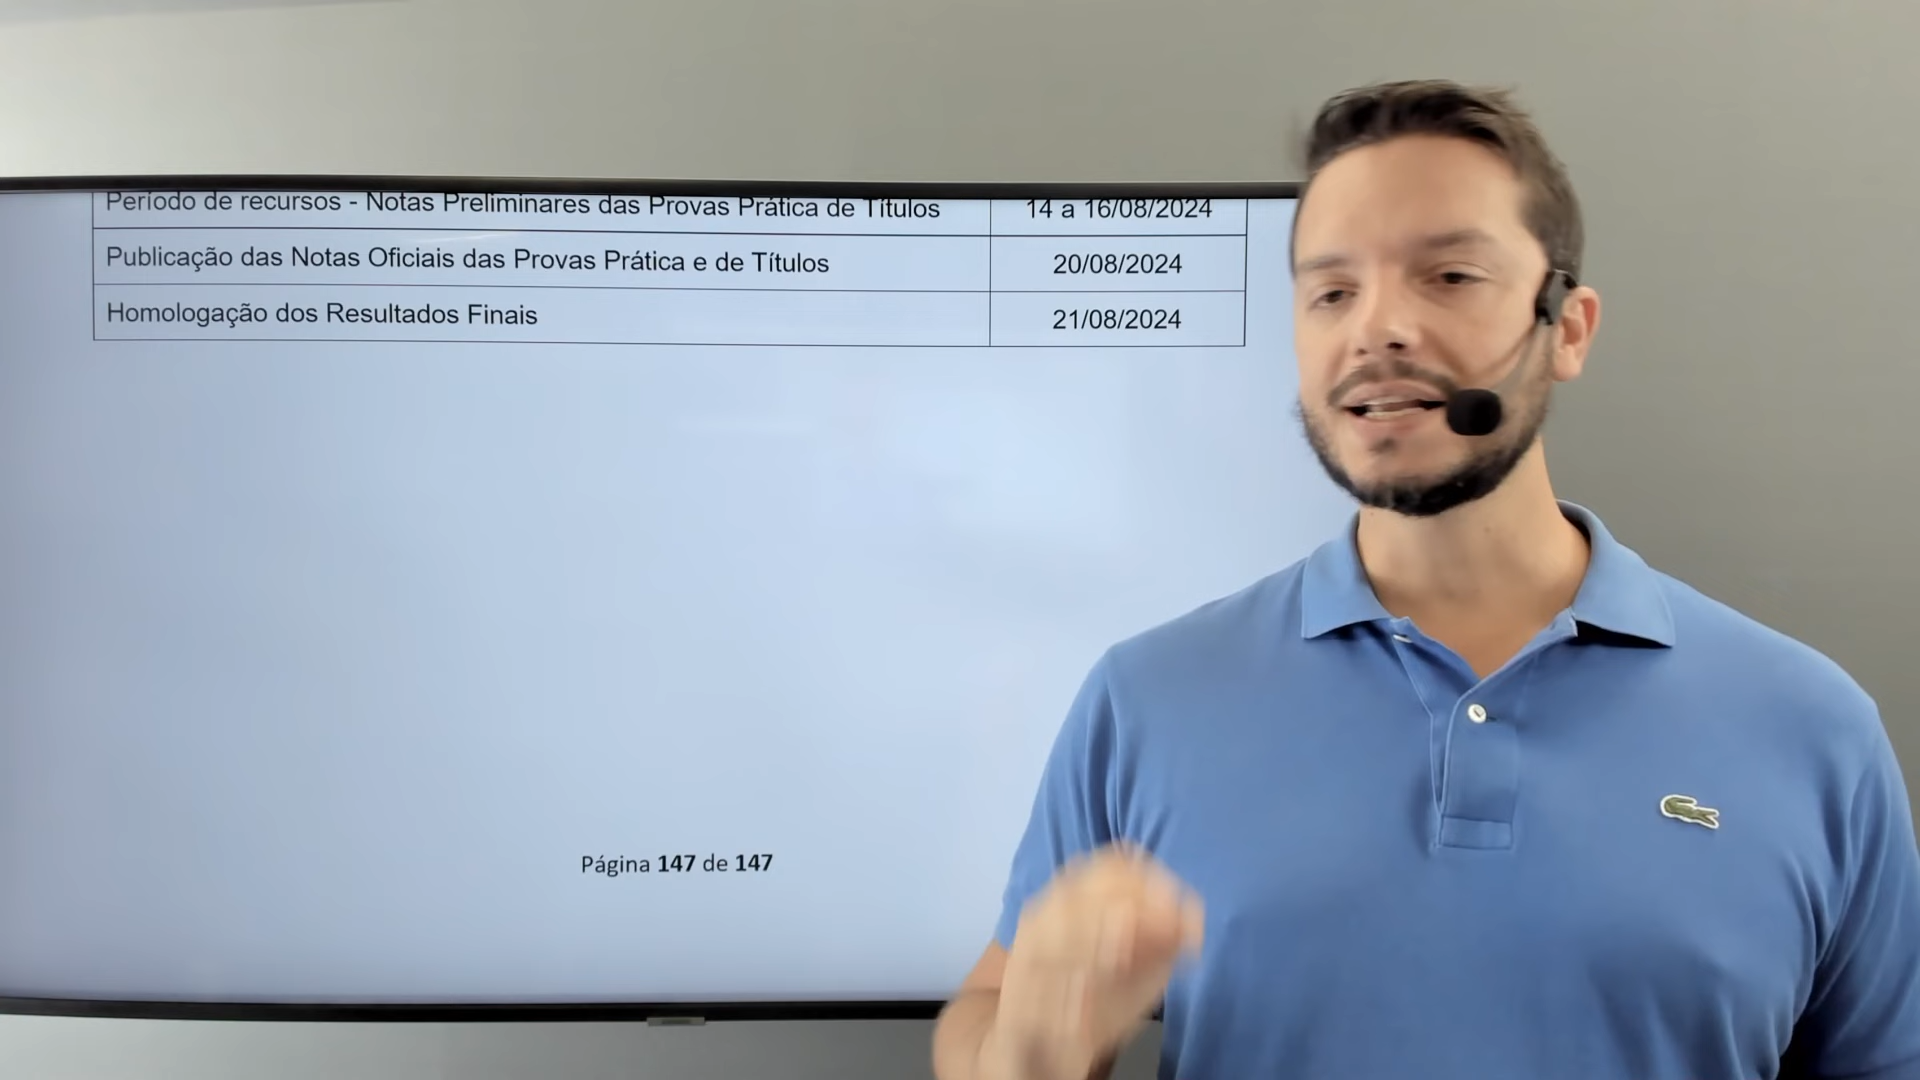 Período de recursos - Notas Preliminares das Provas Prática de Títulos 14 a 16/08/2024
Publicação das Notas Oficiais das Provas Prática e de Títulos 20/08/2024
Homologação dos Resultados Finais 21/08/2024
Página 147 de 147